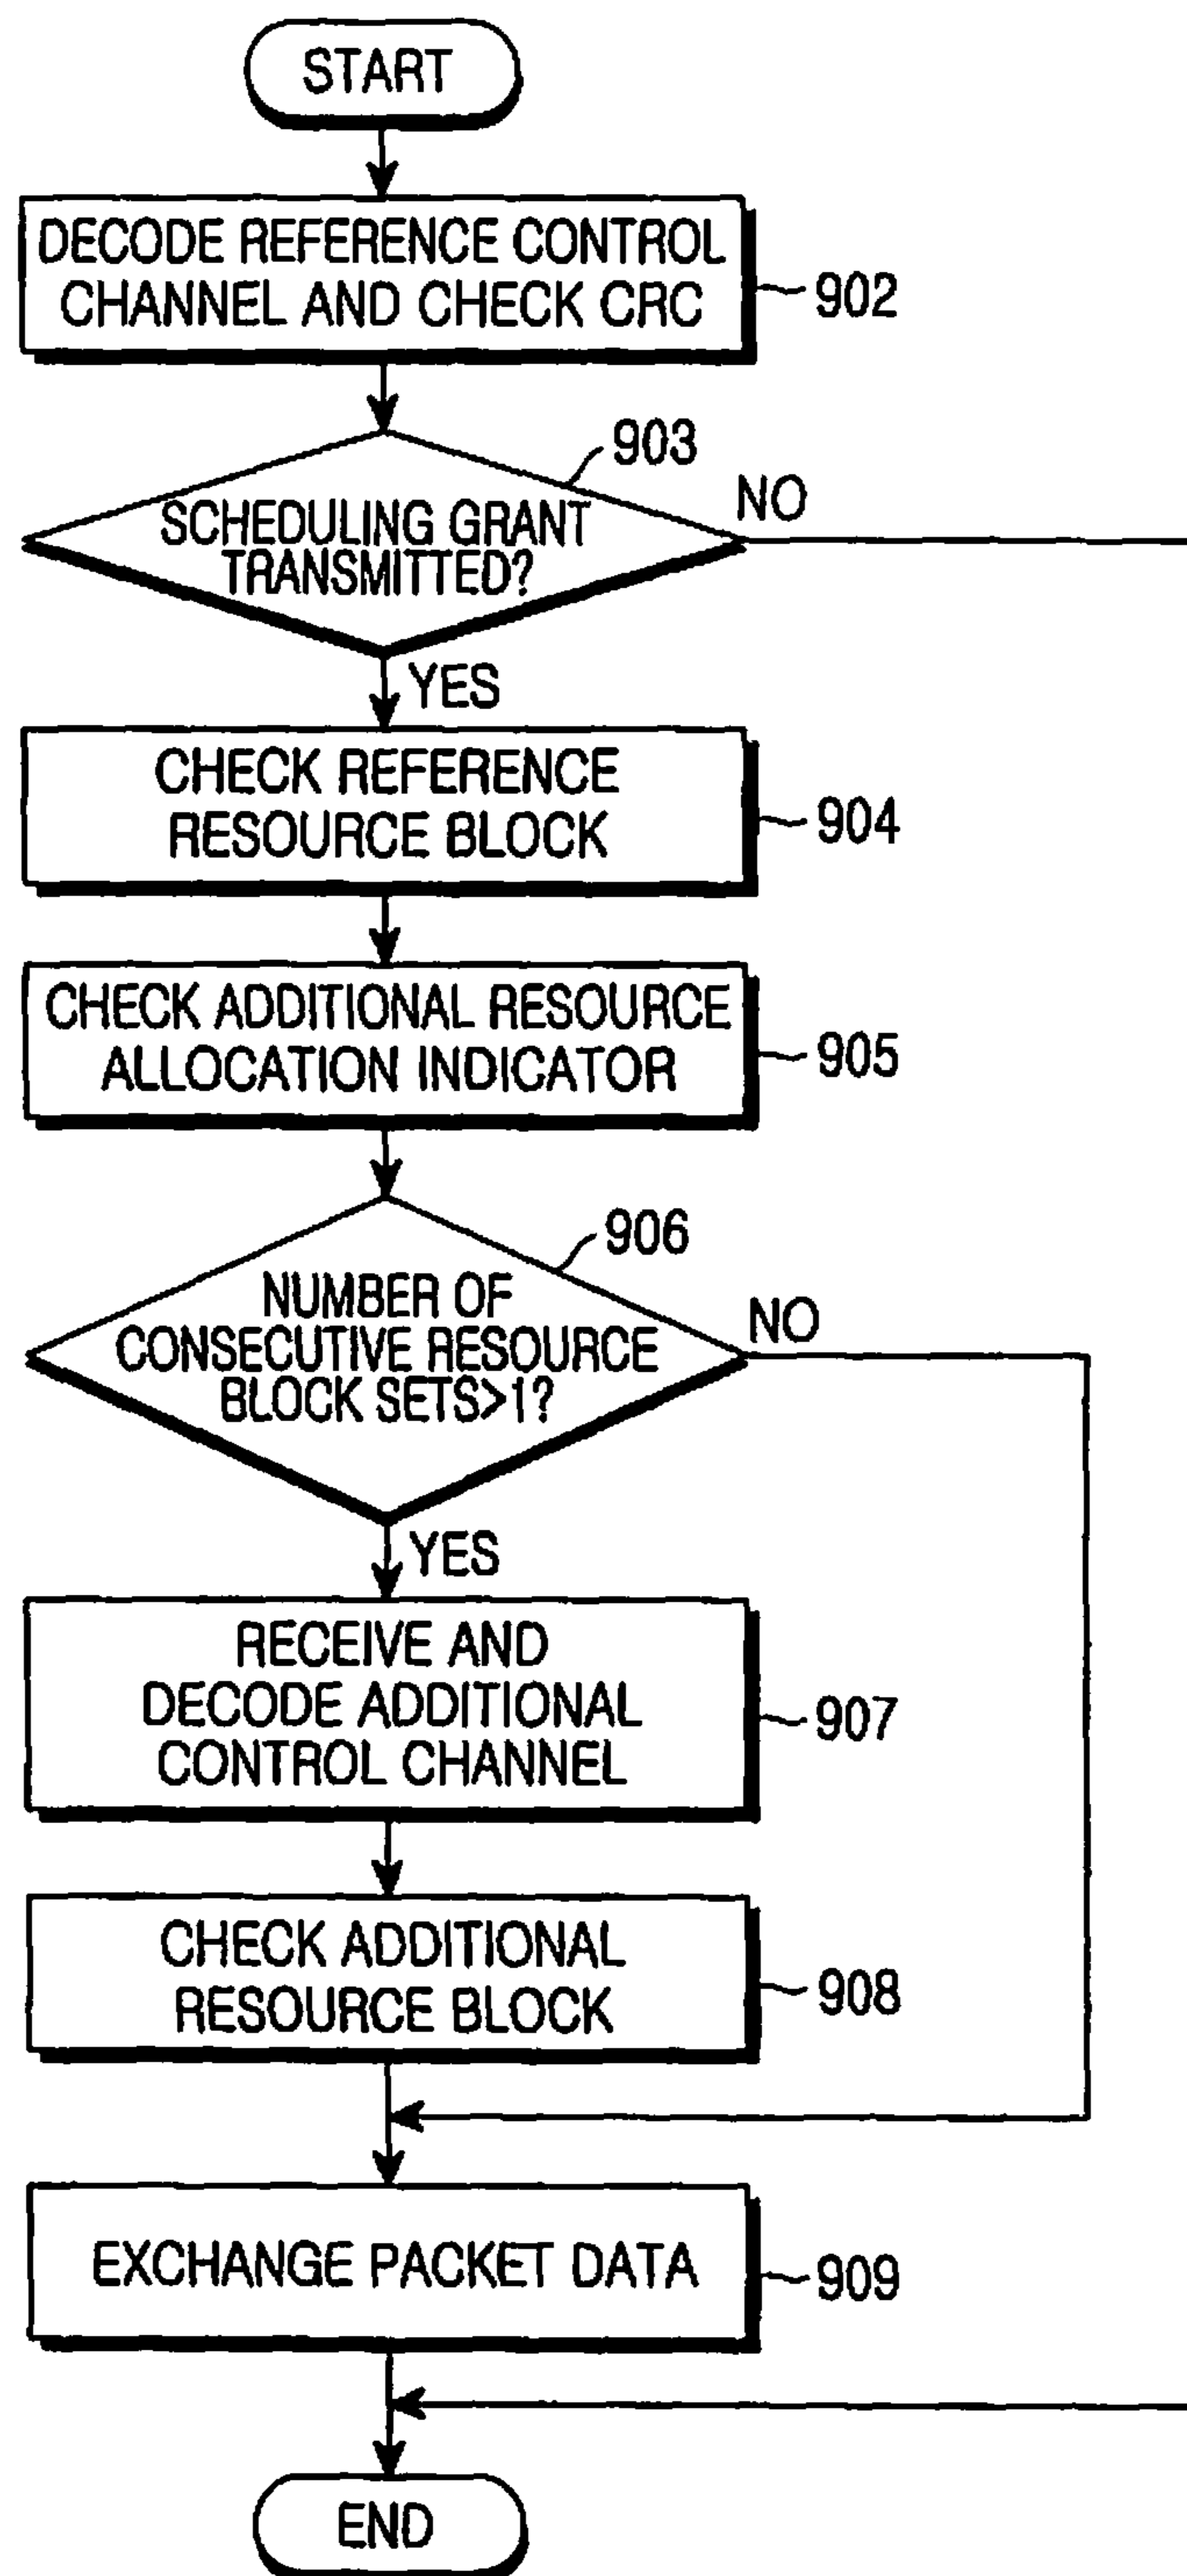 START
DECODE REFERENCE CONTROL
CHANNEL AND CHECK CRC
902
903
SCHEDULING GRANT
TRANSMITTED?
NO
YES
CHECK REFERENCE
RESOURCE BLOCK
904
CHECK ADDITIONAL RESOURCE
ALLOCATION INDICATOR
905
906
NUMBER OF
CONSECUTIVE RESOURCE
BLOCK SETS>1?
NO
YES
RECEIVE AND
DECODE ADDITIONAL
CONTROL CHANNEL
907
CHECK ADDITIONAL
RESOURCE BLOCK
908
EXCHANGE PACKET DATA
909
END